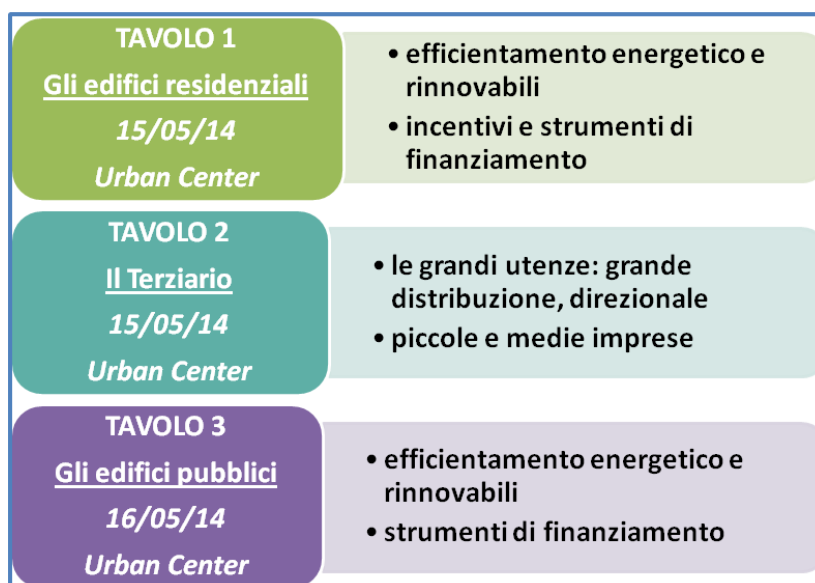 TAVOLO 1
Gli edifici residenziali
15/05/14
Urban Center
• efficientamento energetico e
rinnovabili
• incentivi e strumenti di
finanziamento
TAVOLO 2
Il Terziario
15/05/14
Urban Center
• le grandi utenze: grande
distribuzione, direzionale
• piccole e medie imprese
TAVOLO 3
Gli edifici pubblici
16/05/14
Urban Center
• efficientamento energetico e
rinnovabili
• strumenti di finanziamento